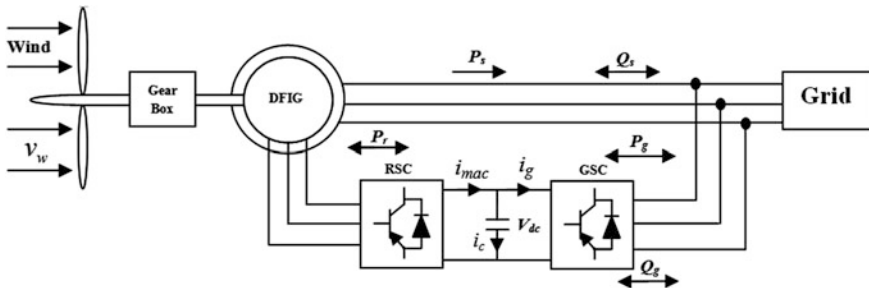 Wind
v_w
Gear
Box
DFIG
P_s
Q_s
Grid
P_r
P_g
RSC
i_mac
i_g
GSC
V_dc
i_c
Q_g